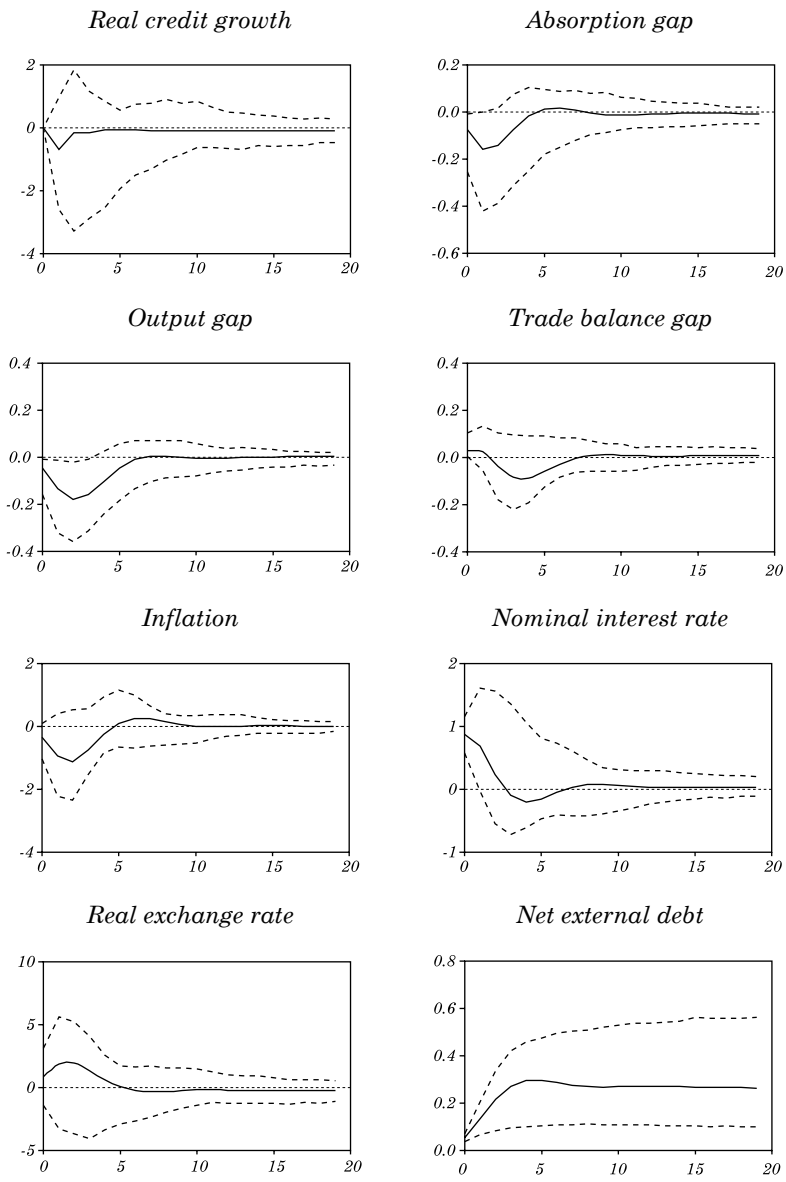 Real credit growth
2
0
-2
-4
0 5 10 15 20
Absorption gap
0.2
0.0
-0.2
-0.4
-0.6
0 5 10 15 20
Output gap
0.4
0.2
0.0
-0.2
-0.4
0 5 10 15 20
Trade balance gap
0.4
0.2
0.0
-0.2
-0.4
0 5 10 15 20
Inflation
2
0
-2
-4
0 5 10 15 20
Nominal interest rate
2
1
0
-1
0 5 10 15 20
Real exchange rate
10
5
0
-5
0 5 10 15 20
Net external debt
0.8
0.6
0.4
0.2
0.0
0 5 10 15 20